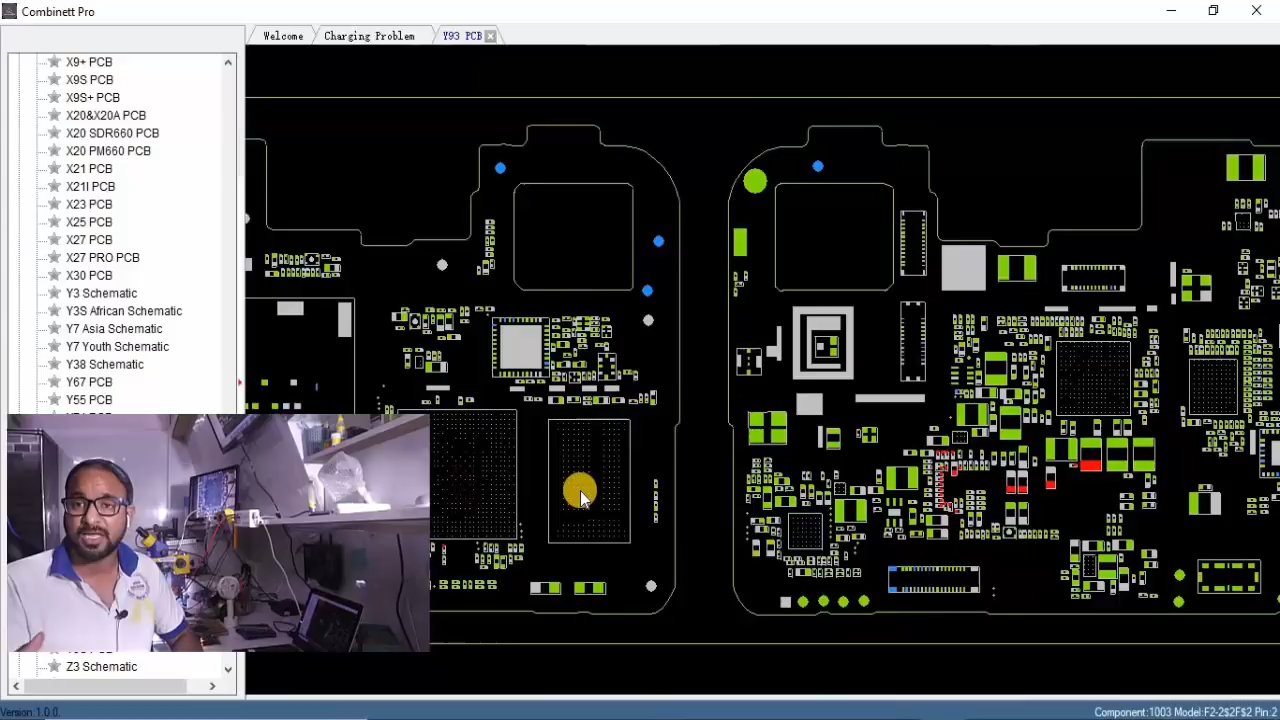 Combinett Pro
Welcome
Charging Problem
Y93 PCB
X9+ PCB
X9S PCB
X9S+ PCB
X20&X20A PCB
X20 SDR660 PCB
X20 PM660 PCB
X21 PCB
X21I PCB
X23 PCB
X25 PCB
X27 PCB
X27 PRO PCB
X30 PCB
Y3 Schematic
Y3S African Schematic
Y7 Asia Schematic
Y7 Youth Schematic
Y38 Schematic
Y67 PCB
Y55 PCB
Z3 Schematic
Version:1.0.0.
Component:1003 Model:F2-2$2F$2 Pin:2